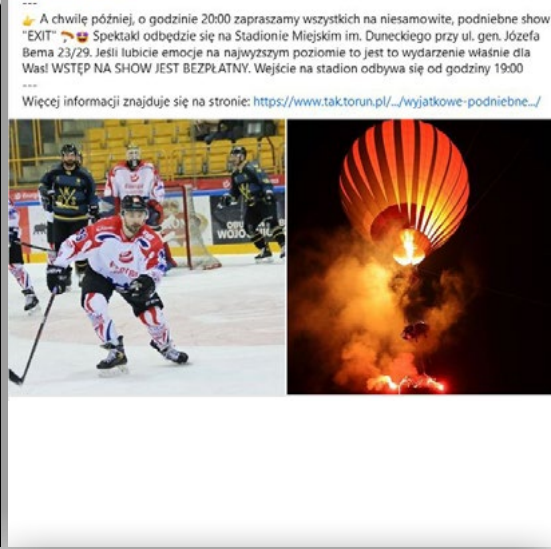 ---
👉 A chwilę później, o godzinie 20:00 zapraszamy wszystkich na niesamowite, podniebne show
"EXIT" 🪂🤩 Spektakl odbędzie się na Stadionie Miejskim im. Duneckiego przy ul. gen. Józefa
Bema 23/29. Jeśli lubicie emocje na najwyższym poziomie to jest to wydarzenie właśnie dla
Was! WSTĘP NA SHOW JEST BEZPŁATNY. Wejście na stadion odbywa się od godziny 19:00
---
Więcej informacji znajduje się na stronie: https://www.tak.torun.pl/.../wyjatkowe-podniebne.../